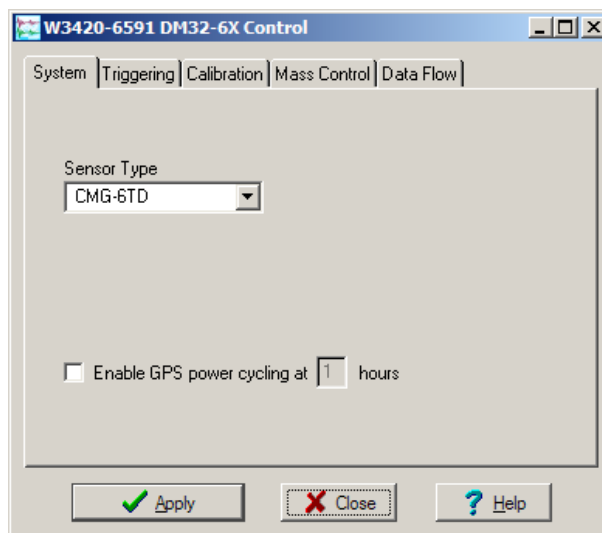 W3420-6591 DM32-6X Control
System Triggering Calibration Mass Control Data Flow
Sensor Type
CMG-6TD
Enable GPS power cycling at 1 hours
Apply Close ? Help